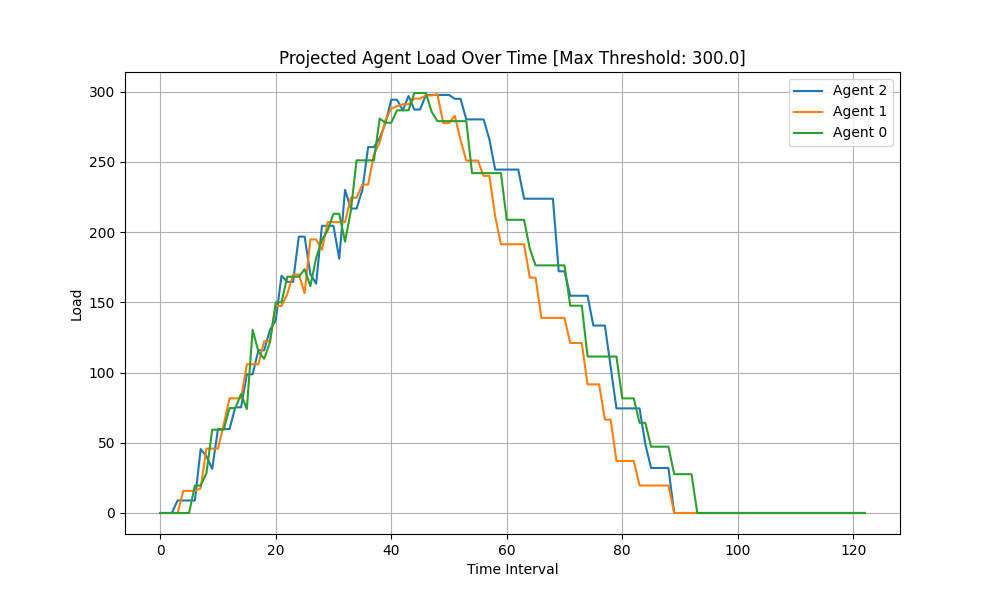 Projected Agent Load Over Time [Max Threshold: 300.0]
Agent 2
Agent 1
Agent 0
Load
300
250
200
150
100
50
0
0 20 40 60 80 100 120
Time Interval